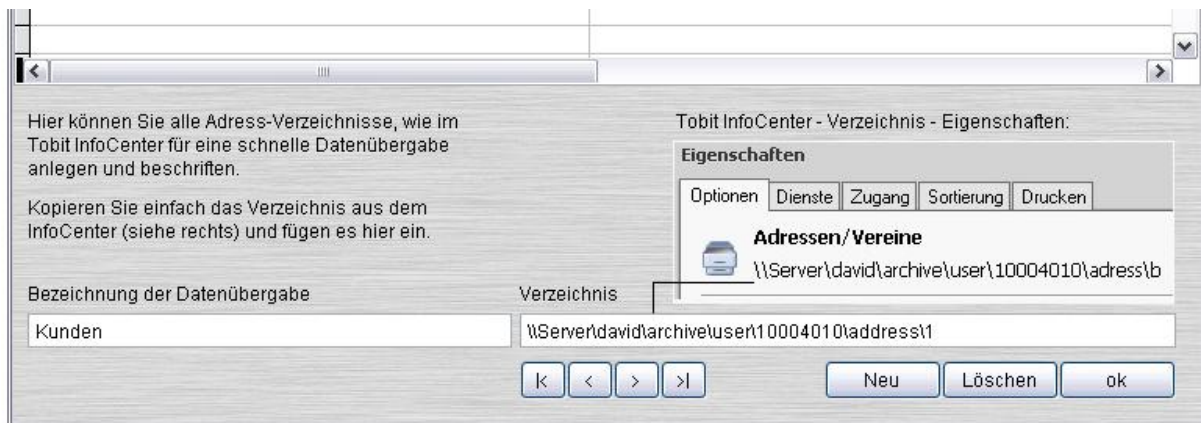 Hier können Sie alle Adress-Verzeichnisse, wie im
Tobit InfoCenter für eine schnelle Datenübergabe
anlegen und beschriften.
Kopieren Sie einfach das Verzeichnis aus dem
InfoCenter (siehe rechts) und fügen es hier ein.
Tobit InfoCenter - Verzeichnis - Eigenschaften:
Eigenschaften
Optionen Dienste Zugang Sortierung Drucken
Adressen/Vereine
\\Server\david\archive\user\10004010\adress\b
Bezeichnung der Datenübergabe
Verzeichnis
Kunden
\\Server\david\archive\user\10004010\address\1
Neu Löschen ok